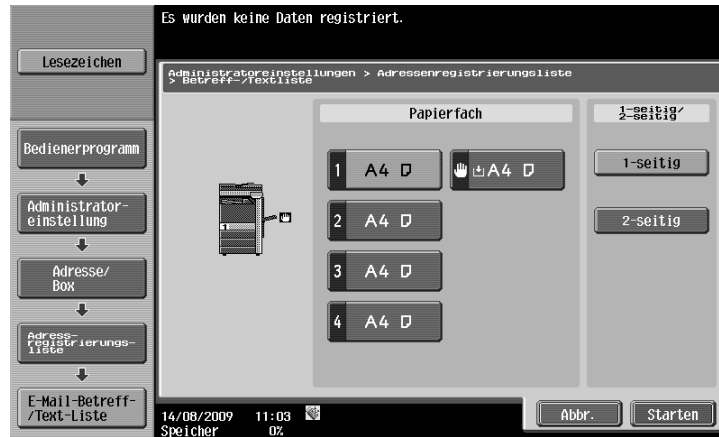 Es wurden keine Daten registriert.
Lesezeichen
Administratoreinstellungen > Adressenregistrierungsliste
> Betreff-/Textliste
Papierfach
1-seitig/
2-seitig
Bedienerprogramm
1 A4
A4
1-seitig
Administrator-
einstellung
1
2 A4
2-seitig
Adresse/
Box
3 A4
Adress-
registrierungs-
liste
4 A4
E-Mail-Betreff-
/Text-Liste
14/08/2009 11:03
Speicher 0%
Abbr.
Starten